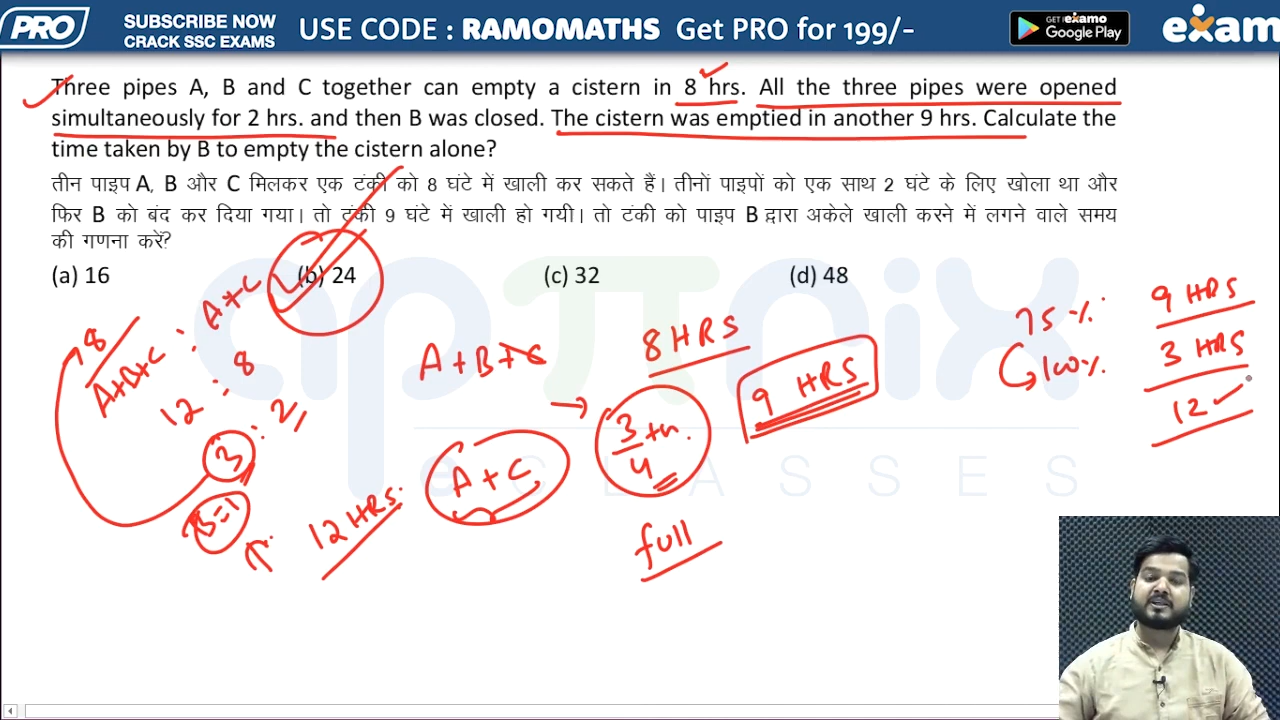 PRO
SUBSCRIBE NOW
CRACK SSC EXAMS
USE CODE : RAMOMATHS Get PRO for 199/-
GET examo
Google Play
exam
Three pipes A, B and C together can empty a cistern in 8 hrs. All the three pipes were opened
simultaneously for 2 hrs. and then B was closed. The cistern was emptied in another 9 hrs. Calculate the
time taken by B to empty the cistern alone?
तीन पाइप A, B और C मिलकर एक टंकी को 8 घंटे में खाली कर सकते हैं। तीनों पाइपों को एक साथ 2 घंटे के लिए खोला था और
फिर B को बंद कर दिया गया। तो टंकी 9 घंटे में खाली हो गयी। तो टंकी को पाइप B द्वारा अकेले खाली करने में लगने वाले समय
की गणना करें?
(a) 16 (b) 24 (c) 32 (d) 48
8
A+B+C : A+C
12 : 8
3 : 2
B=1
12 HRS.
A+B+C
8 HRS
A+C
3/4 th.
9 HRS
full
75 %
100%
9 HRS
3 HRS
12
CLASSES